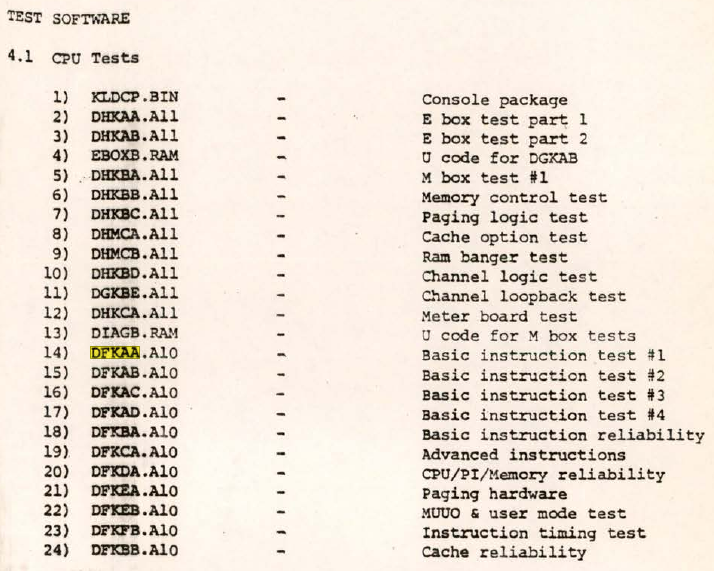 TEST SOFTWARE
4.1 CPU Tests
1) KLDCP.BIN - Console package
2) DHKAA.A11 - E box test part 1
3) DHKAB.A11 - E box test part 2
4) EBOXB.RAM - U code for DGKAB
5) DHKBA.A11 - M box test #1
6) DHKBB.A11 - Memory control test
7) DHKBC.A11 - Paging logic test
8) DHMCA.A11 - Cache option test
9) DHMCB.A11 - Ram banger test
10) DHKBD.A11 - Channel logic test
11) DGKBE.A11 - Channel loopback test
12) DHKCA.A11 - Meter board test
13) DIAGB.RAM - U code for M box tests
14) DFKAA.A10 - Basic instruction test #1
15) DFKAB.A10 - Basic instruction test #2
16) DFKAC.A10 - Basic instruction test #3
17) DFKAD.A10 - Basic instruction test #4
18) DFKBA.A10 - Basic instruction reliability
19) DFKCA.A10 - Advanced instructions
20) DFKDA.A10 - CPU/PI/Memory reliability
21) DFKEA.A10 - Paging hardware
22) DFKEB.A10 - MUUO & user mode test
23) DFKFB.A10 - Instruction timing test
24) DFKBB.A10 - Cache reliability